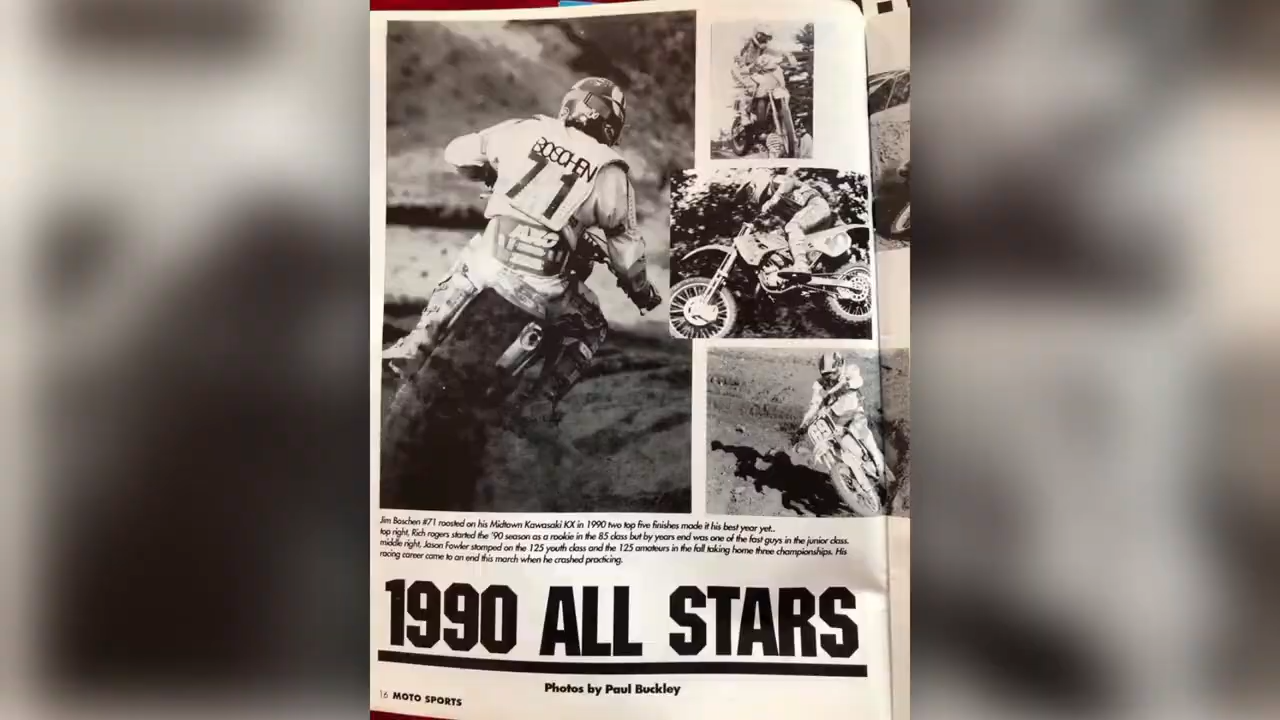 BOSCHEN
71
AXO
Jim Boschen #71 roosted on his Midtown Kawasaki KX in 1990 two top five finishes made it his best year yet..
top right, Rich rogers started the '90 season as a rookie in the 85 class but by years end was one of the fast guys in the junior class.
middle right, Jason Fowler stomped on the 125 youth class and the 125 amateurs in the fall taking home three championships. His
racing career came to an end this march when he crashed practicing.
1990 ALL STARS
Photos by Paul Buckley
16 MOTO SPORTS